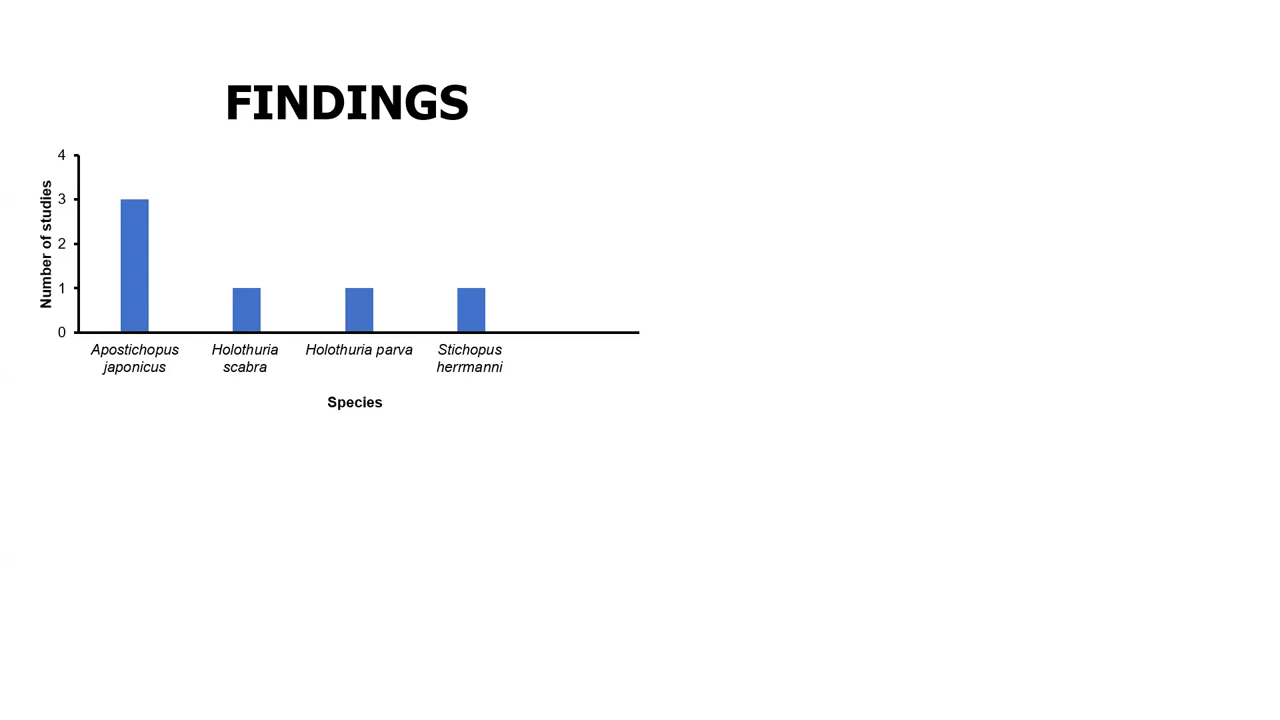 FINDINGS
4
3
2
1
0
Number of studies
Apostichopus japonicus
Holothuria scabra
Holothuria parva
Stichopus herrmanni
Species